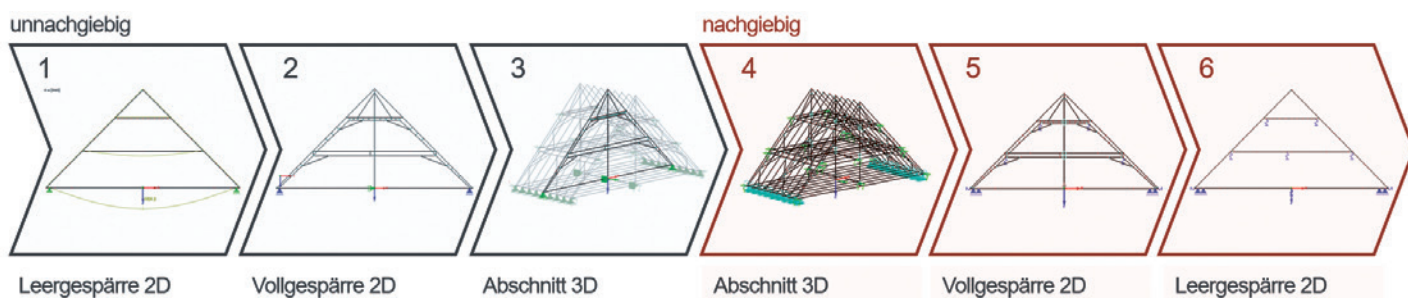 unnachgiebig
nachgiebig
1
2
3
4
5
6
Leergespärre 2D
Vollgespärre 2D
Abschnitt 3D
Abschnitt 3D
Vollgespärre 2D
Leergespärre 2D